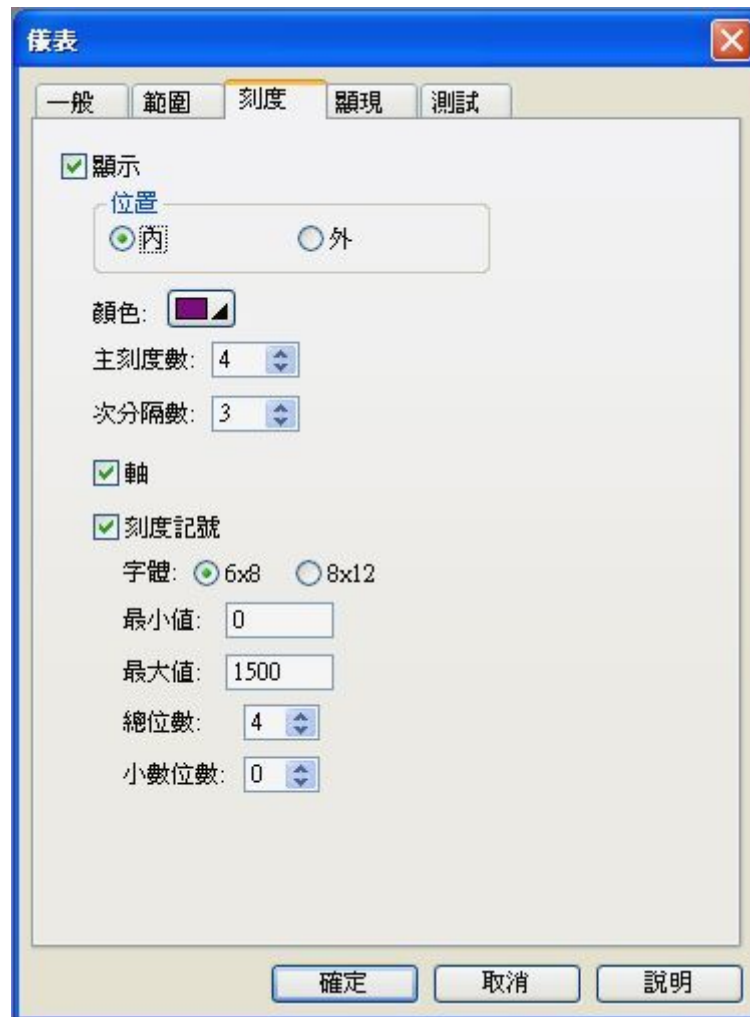 儀表
一般 範圍 刻度 顯現 測試
顯示
位置
內 外
顏色:
主刻度數: 4
次分隔數: 3
軸
刻度記號
字體: 6x8 8x12
最小值: 0
最大值: 1500
總位數: 4
小數位數: 0
確定 取消 說明